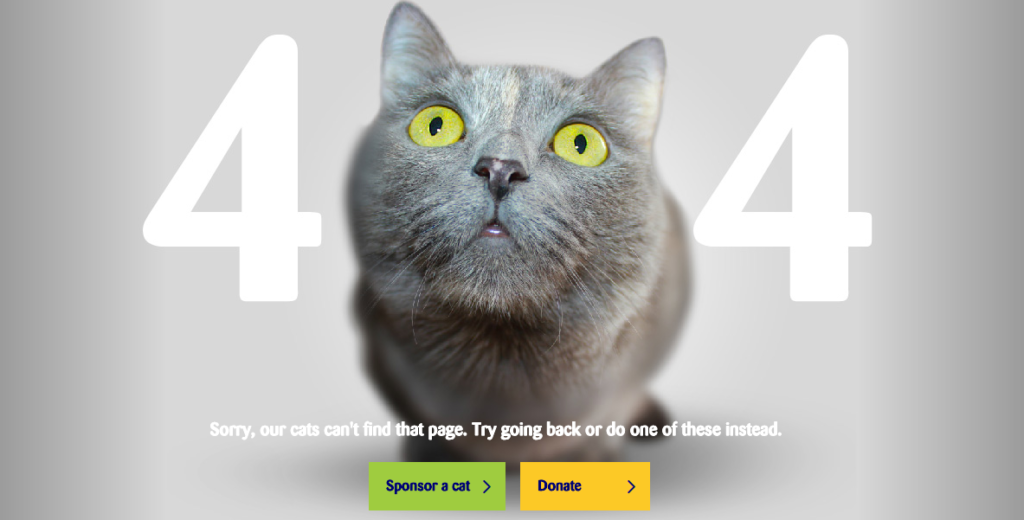 4 4
Sorry, our cats can't find that page. Try going back or do one of these instead.
Sponsor a cat
Donate